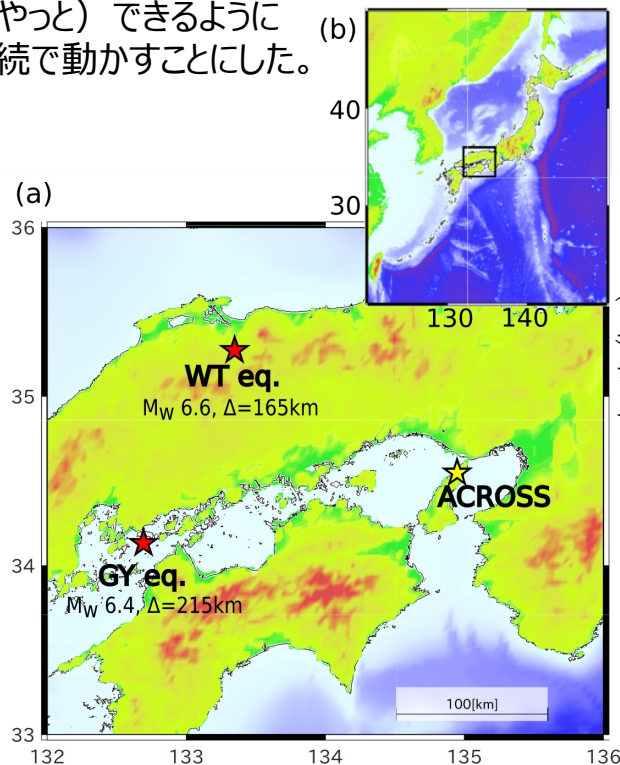 やっと）できるように
続で動かすことにした。
(b)
40
30
130 140
(a)
36
35
34
33
132 133 134 135 136
WT eq.
Mw 6.6, Δ=165km
ACROSS
GY eq.
Mw 6.4, Δ=215km
100[km]